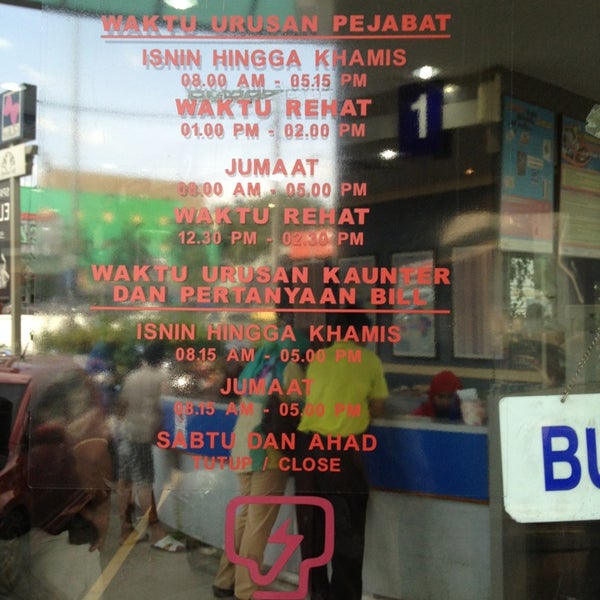 WAKTU URUSAN PEJABAT
ISNIN HINGGA KHAMIS
08.00 AM - 05.15 PM
WAKTU REHAT
01.00 PM - 02.00 PM
JUMAAT
08.00 AM - 05.00 PM
WAKTU REHAT
12.30 PM - 02.30 PM
WAKTU URUSAN KAUNTER
DAN PERTANYAAN BILL
ISNIN HINGGA KHAMIS
08.15 AM - 05.00 PM
JUMAAT
08.15 AM - 05.00 PM
SABTU DAN AHAD
TUTUP / CLOSE
1
BU